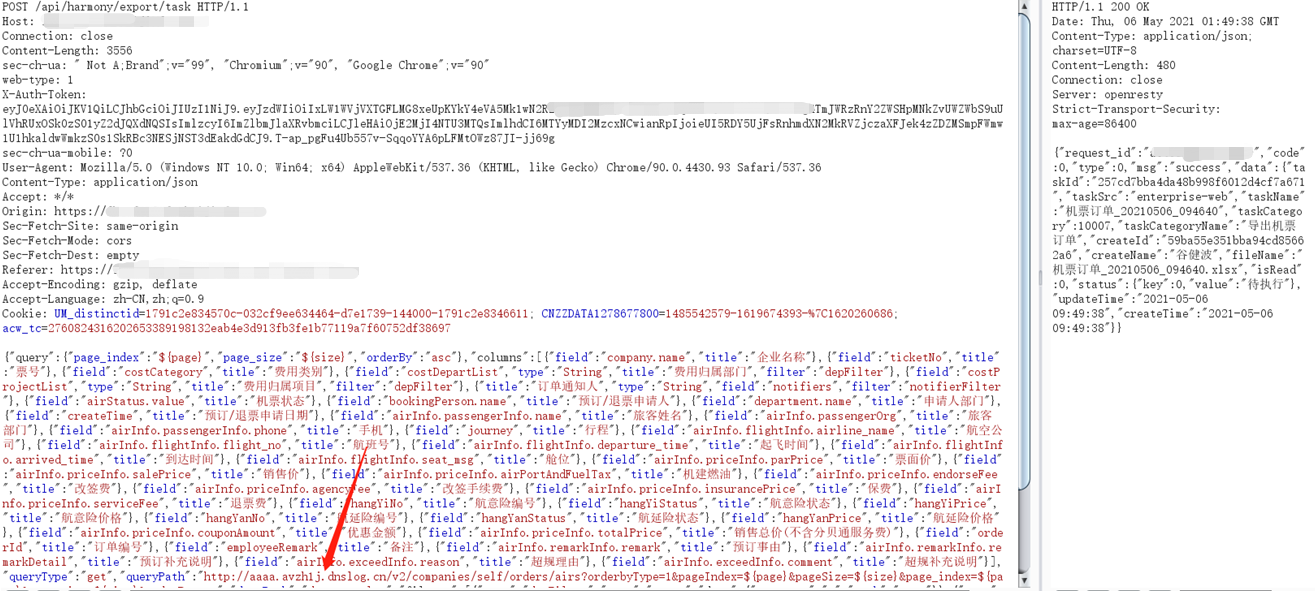 POST /api/harmony/export/task HTTP/1.1
Host:
Connection: close
Content-Length: 3556
sec-ch-ua: " Not A;Brand";v="99", "Chromium";v="90", "Google Chrome";v="90"
web-type: 1
X-Auth-Token:
sec-ch-ua-mobile: ?0
User-Agent: Mozilla/5.0 (Windows NT 10.0; Win64; x64) AppleWebKit/537.36 (KHTML, like Gecko) Chrome/90.0.4430.93 Safari/537.36
Content-Type: application/json
Accept: */*
Origin: https://
Sec-Fetch-Site: same-origin
Sec-Fetch-Mode: cors
Sec-Fetch-Dest: empty
Referer: https://
Accept-Encoding: gzip, deflate
Accept-Language: zh-CN,zh;q=0.9
Cookie: UM_distinctid=1791c2e834570c-032cf9ee634464-d7e1739-144000-1791c2e8346611; CNZZDATA1278677800=1485542579-1619674393-%7C1620260686;
acw_tc=2760824316202653389198132eab4e3d913fb3fe1b77119a7f60752df38697
{"query":{"page_index":"${page}","page_size":"${size}","orderBy":"asc"},"columns":[{"field":"company.name","title":"企业名称"},{"field":"ticketNo","title"
:"票号"},{"field":"costCategory","title":"费用类别"},{"field":"costDepartList","type":"String","title":"费用归属部门","filter":"depFilter"},{"field":"costP
rojectList","type":"String","title":"费用归属项目","filter":"depFilter"},{"title":"订单通知人","type":"String","field":"notifiers","filter":"notifierFilter
"},{"field":"airStatus.value","title":"机票状态"},{"field":"bookingPerson.name","title":"预订/退票申请人"},{"field":"department.name","title":"申请人部门"},
{"field":"createTime","title":"预订/退票申请日期"},{"field":"airInfo.passengerInfo.name","title":"旅客姓名"},{"field":"airInfo.passengerOrg","title":"旅客
部门"},{"field":"airInfo.passengerInfo.phone","title":"手机"},{"field":"journey","title":"行程"},{"field":"airInfo.flightInfo.airline_name","title":"航空公
司"},{"field":"airInfo.flightInfo.flight_no","title":"航班号"},{"field":"airInfo.flightInfo.departure_time","title":"起飞时间"},{"field":"airInfo.flightInf
o.arrived_time","title":"到达时间"},{"field":"airInfo.flightInfo.seat_msg","title":"舱位"},{"field":"airInfo.priceInfo.parPrice","title":"票面价"},{"field"
:"airInfo.priceInfo.salePrice","title":"销售价"},{"field":"airInfo.priceInfo.airPortAndFuelTax","title":"机建燃油"},{"field":"airInfo.priceInfo.endorseFee
","title":"改签费"},{"field":"airInfo.priceInfo.agencyFee","title":"改签手续费"},{"field":"airInfo.priceInfo.insurancePrice","title":"保费"},{"field":"airI
nfo.priceInfo.serviceFee","title":"退票费"},{"field":"hangYiNo","title":"航意险编号"},{"field":"hangYiStatus","title":"航意险状态"},{"field":"hangYiPrice",
"title":"航意险价格"},{"field":"hangYanNo","title":"航延险编号"},{"field":"hangYanStatus","title":"航延险状态"},{"field":"hangYanPrice","title":"航延险价格"
},{"field":"airInfo.priceInfo.couponAmount","title":"优惠金额"},{"field":"airInfo.priceInfo.totalPrice","title":"销售总价(不含分贝通服务费)"},{"field":"orde
rId","title":"订单编号"},{"field":"employeeRemark","title":"备注"},{"field":"airInfo.remarkInfo.remark","title":"预订事由"},{"field":"airInfo.remarkInfo.re
markDetail","title":"预订补充说明"},{"field":"airInfo.exceedInfo.reason","title":"超规理由"},{"field":"airInfo.exceedInfo.comment","title":"超规补充说明"}],
"queryType":"get","queryPath":"http://aaaa.avzhlj.dnslog.cn/v2/companies/self/orders/airs?orderbyType=1&pageIndex=${page}&pageSize=${size}&page_index=${pa
HTTP/1.1 200 OK
Date: Thu, 06 May 2021 01:49:38 GMT
Content-Type: application/json;
charset=UTF-8
Content-Length: 480
Connection: close
Server: openresty
Strict-Transport-Security:
max-age=86400
{"request_id":" ","code"
:0,"type":0,"msg":"success","data":{"ta
skId":"257cd7bba4da48b998f6012d4cf7a671
","taskSrc":"enterprise-web","taskName"
:"机票订单_20210506_094640","taskCatego
ry":10007,"taskCategoryName":"导出机票
订单","createId":"59ba55e351bba94cd8566
2a6","createName":"谷健波","fileName":"
机票订单_20210506_094640.xlsx","isRead"
:0,"status":{"key":0,"value":"待执行"},
"updateTime":"2021-05-06
09:49:38","createTime":"2021-05-06
09:49:38"}}